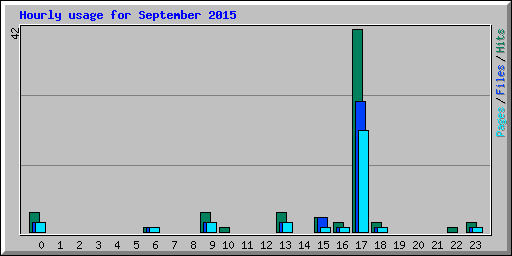 Hourly usage for September 2015
42
Pages/Files/Hits
0 1 2 3 4 5 6 7 8 9 10 11 12 13 14 15 16 17 18 19 20 21 22 23